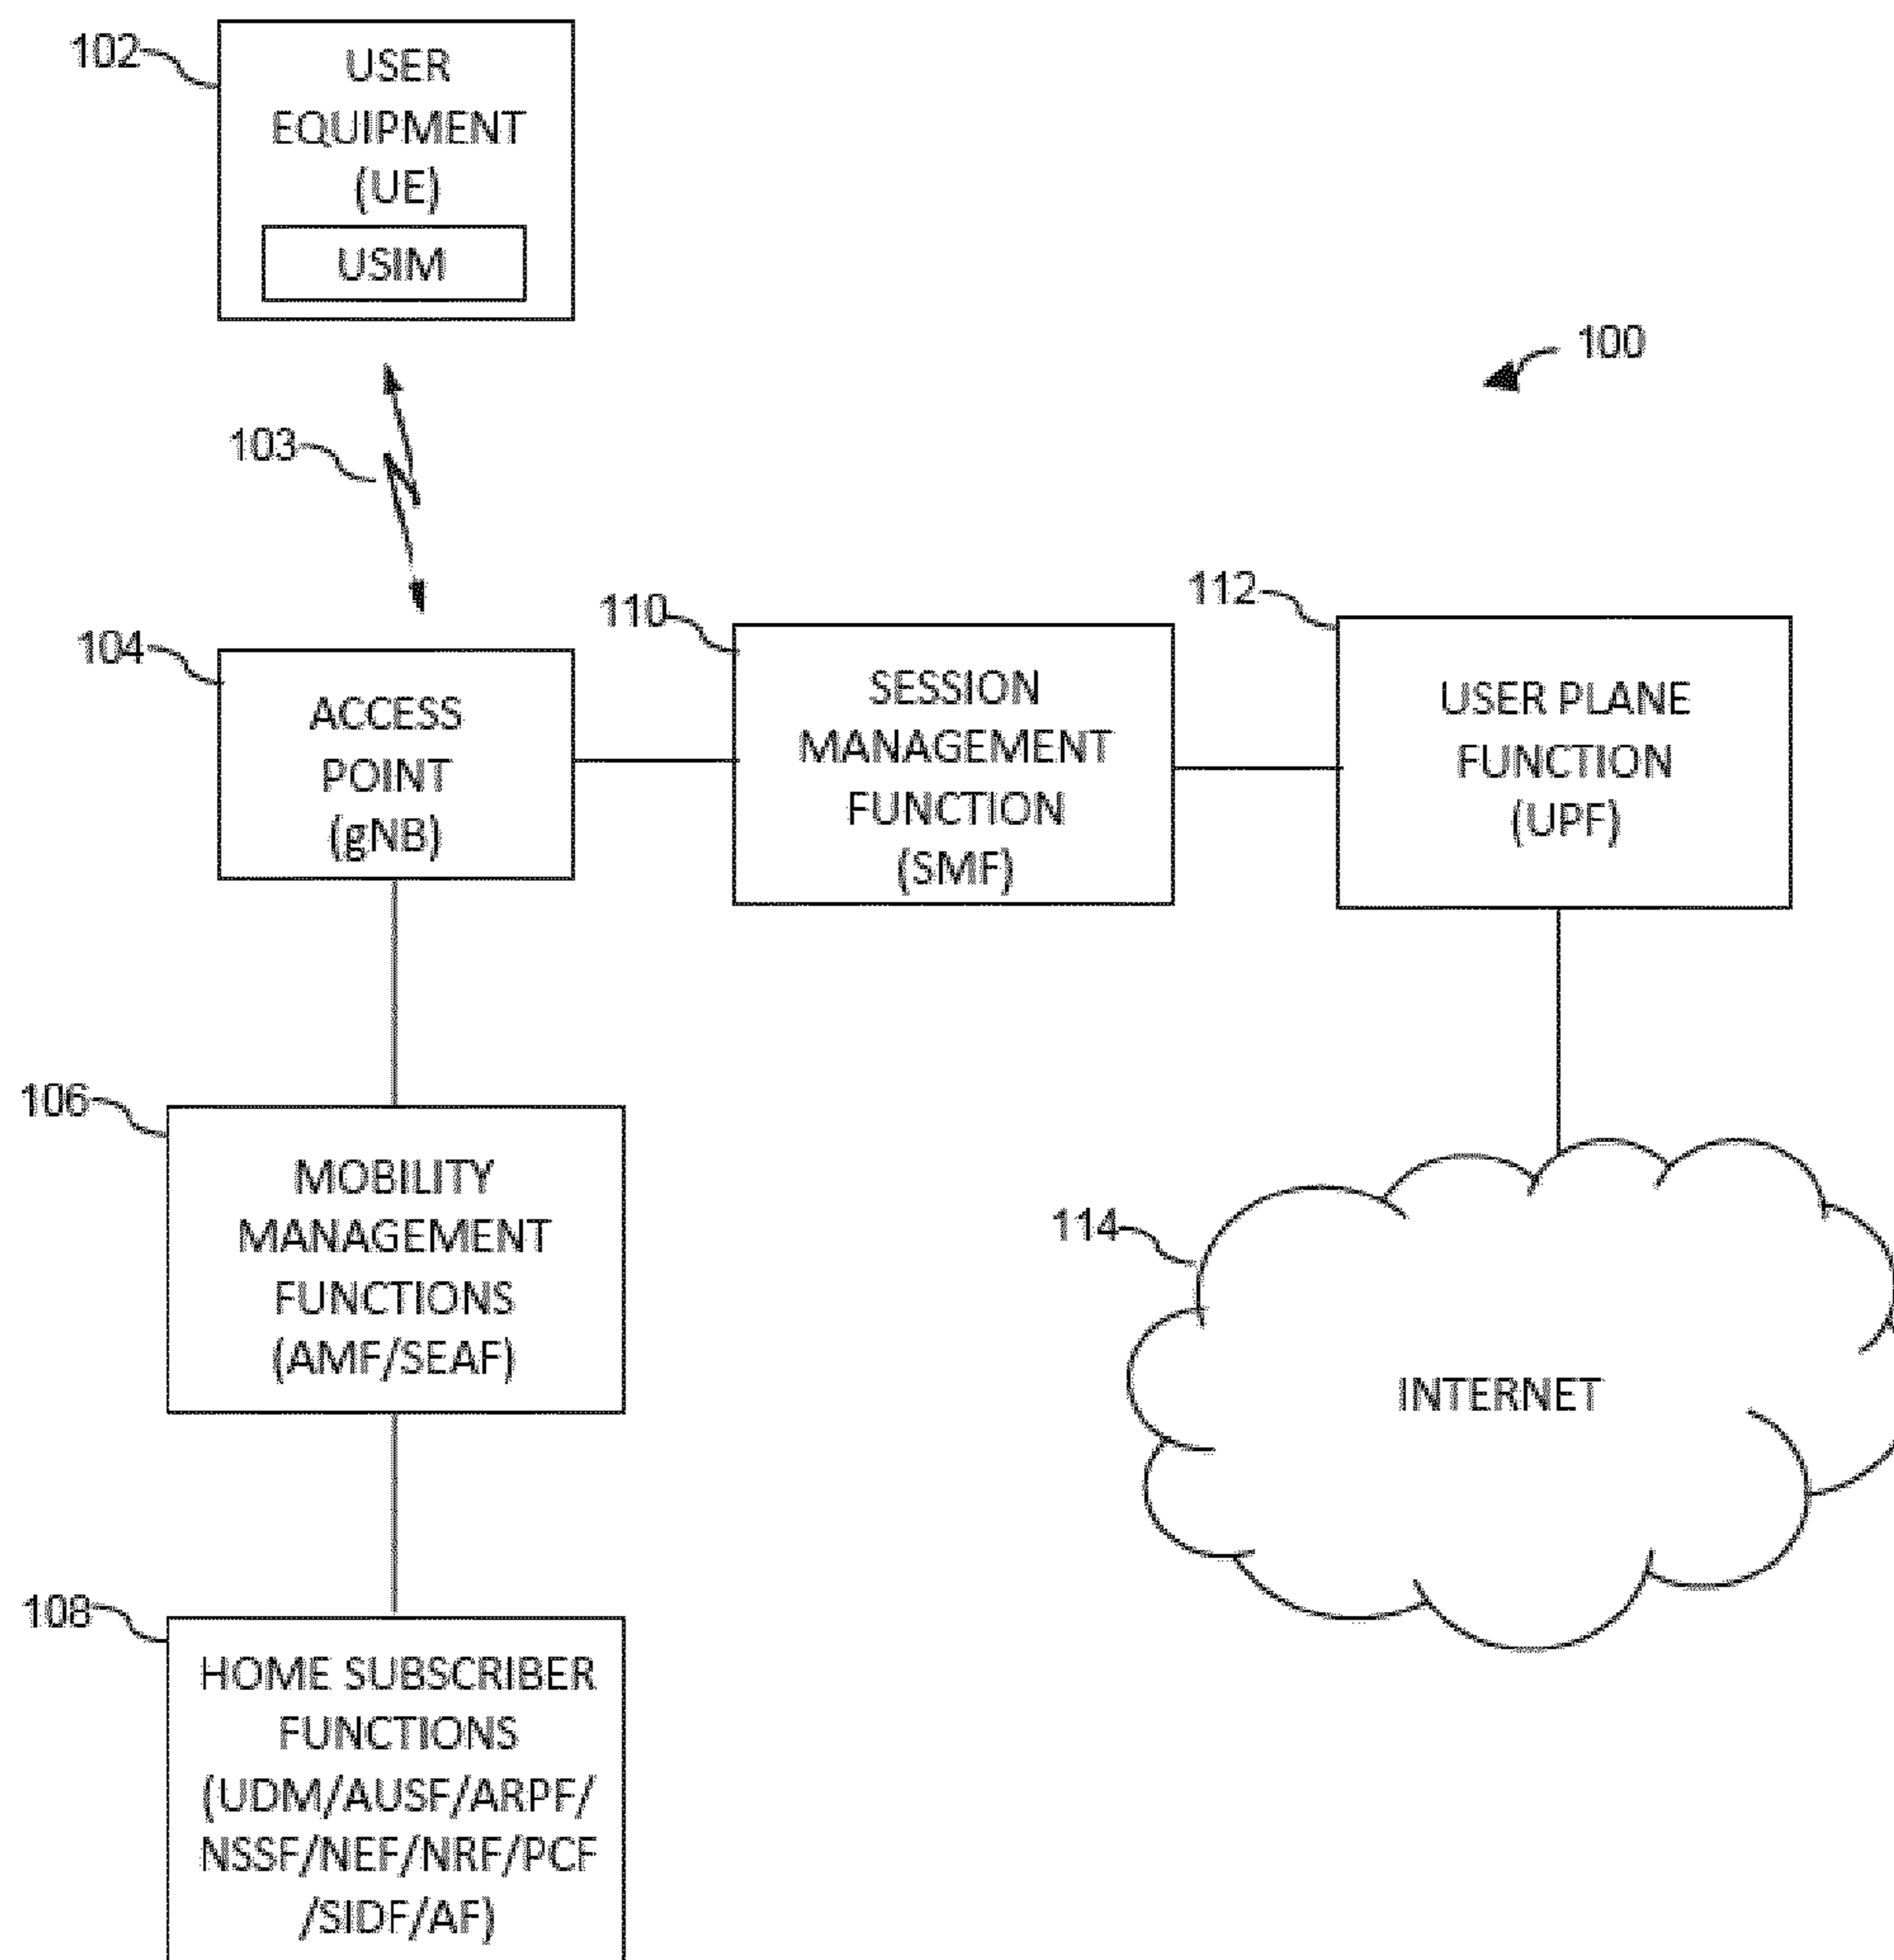 102
USER
EQUIPMENT
(UE)
USIM
100
103
104
ACCESS
POINT
(gNB)
110
SESSION
MANAGEMENT
FUNCTION
(SMF)
112
USER PLANE
FUNCTION
(UPF)
106
MOBILITY
MANAGEMENT
FUNCTIONS
(AMF/SEAF)
114
INTERNET
108
HOME SUBSCRIBER
FUNCTIONS
(UDM/AUSF/ARPF/
NSSF/NEF/NRF/PCF
/SIDF/AF)